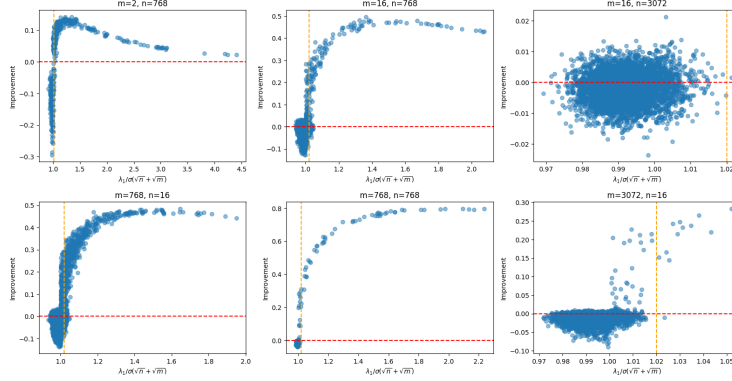 m=2, n=768
Improvement
0.1
0.0
−0.1
−0.2
−0.3
1.0 1.5 2.0 2.5 3.0 3.5 4.0 4.5
λ₁/σ(√n + √m)
m=16, n=768
Improvement
0.5
0.4
0.3
0.2
0.1
0.0
−0.1
1.0 1.2 1.4 1.6 1.8 2.0
λ₁/σ(√n + √m)
m=16, n=3072
Improvement
0.02
0.01
0.00
−0.01
−0.02
0.97 0.98 0.99 1.00 1.01 1.02
λ₁/σ(√n + √m)
m=768, n=16
Improvement
0.5
0.4
0.3
0.2
0.1
0.0
−0.1
1.0 1.2 1.4 1.6 1.8 2.0
λ₁/σ(√n + √m)
m=768, n=768
Improvement
0.8
0.6
0.4
0.2
0.0
1.0 1.2 1.4 1.6 1.8 2.0 2.2
λ₁/σ(√n + √m)
m=3072, n=16
Improvement
0.30
0.25
0.20
0.15
0.10
0.05
0.00
−0.05
−0.10
0.97 0.98 0.99 1.00 1.01 1.02 1.03 1.04 1.05
λ₁/σ(√n + √m)